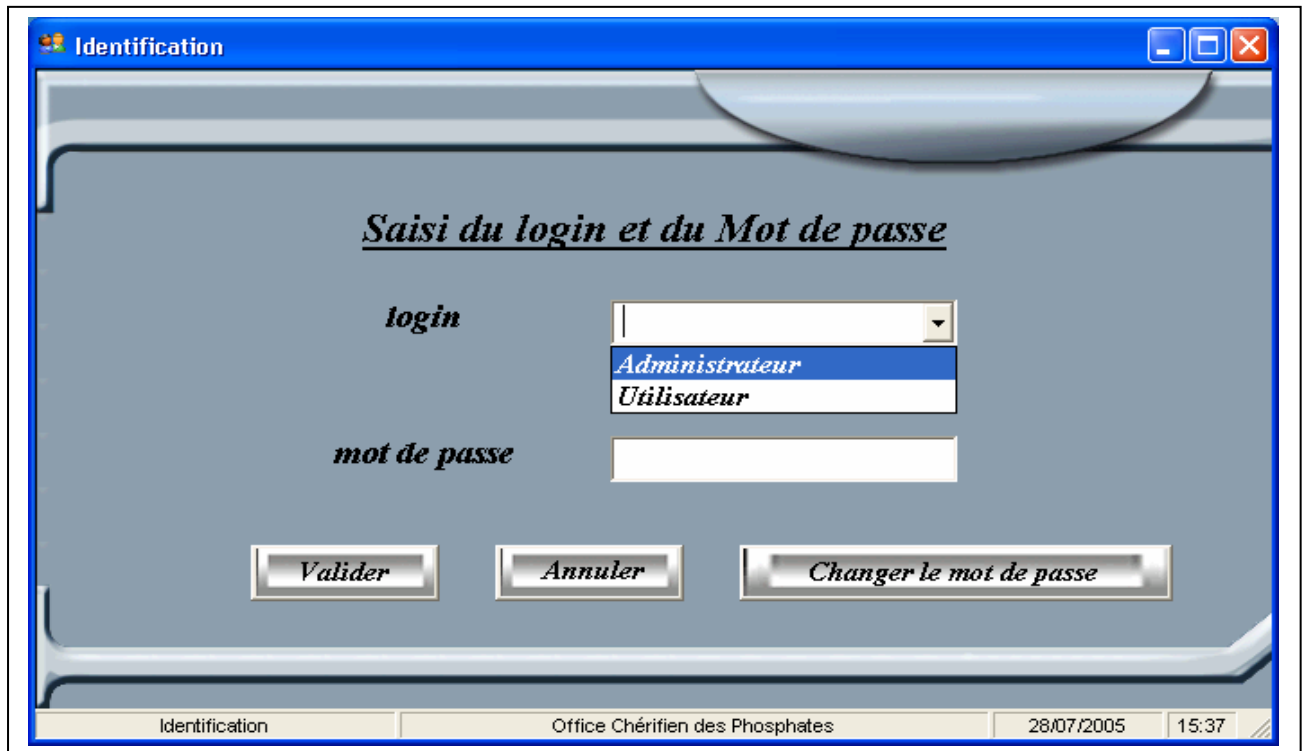 Identification
Saisi du login et du Mot de passe
login
Administrateur
Utilisateur
mot de passe
Valider Annuler Changer le mot de passe
Identification Office Chérifien des Phosphates 28/07/2005 15:37